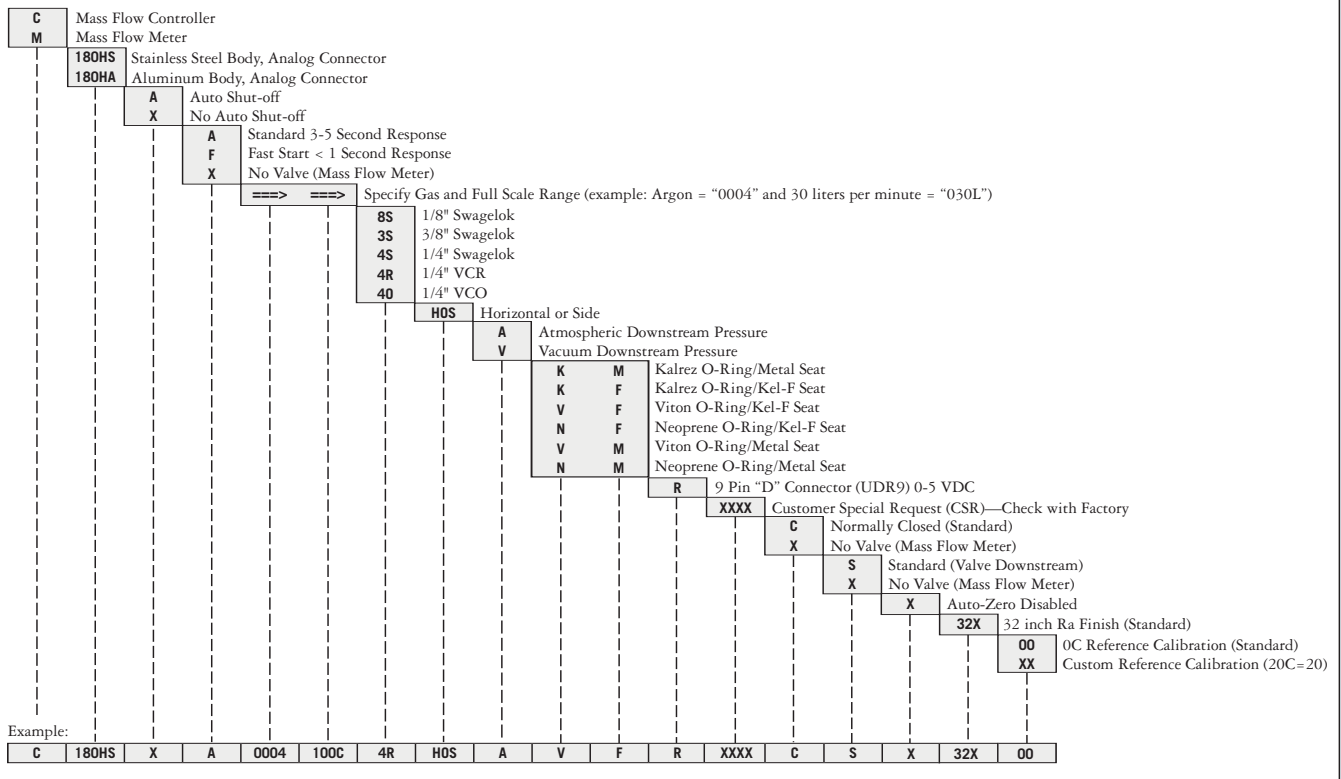 C Mass Flow Controller
M Mass Flow Meter
180HS Stainless Steel Body, Analog Connector
180HA Aluminum Body, Analog Connector
A Auto Shut-off
X No Auto Shut-off
A Standard 3-5 Second Response
F Fast Start < 1 Second Response
X No Valve (Mass Flow Meter)
===> ===> Specify Gas and Full Scale Range (example: Argon = “0004” and 30 liters per minute = “030L”)
8S 1/8" Swagelok
3S 3/8" Swagelok
4S 1/4" Swagelok
4R 1/4" VCR
40 1/4" VCO
H0S Horizontal or Side
A Atmospheric Downstream Pressure
V Vacuum Downstream Pressure
K M Kalrez O-Ring/Metal Seat
K F Kalrez O-Ring/Kel-F Seat
V F Viton O-Ring/Kel-F Seat
N F Neoprene O-Ring/Kel-F Seat
V M Viton O-Ring/Metal Seat
N M Neoprene O-Ring/Metal Seat
R 9 Pin “D” Connector (UDR9) 0-5 VDC
XXXX Customer Special Request (CSR)—Check with Factory
C Normally Closed (Standard)
X No Valve (Mass Flow Meter)
S Standard (Valve Downstream)
X No Valve (Mass Flow Meter)
X Auto-Zero Disabled
32X 32 inch Ra Finish (Standard)
00 0C Reference Calibration (Standard)
XX Custom Reference Calibration (20C=20)
Example:
C 180HS X A 0004 100C 4R H0S A V F R XXXX C S X 32X 00